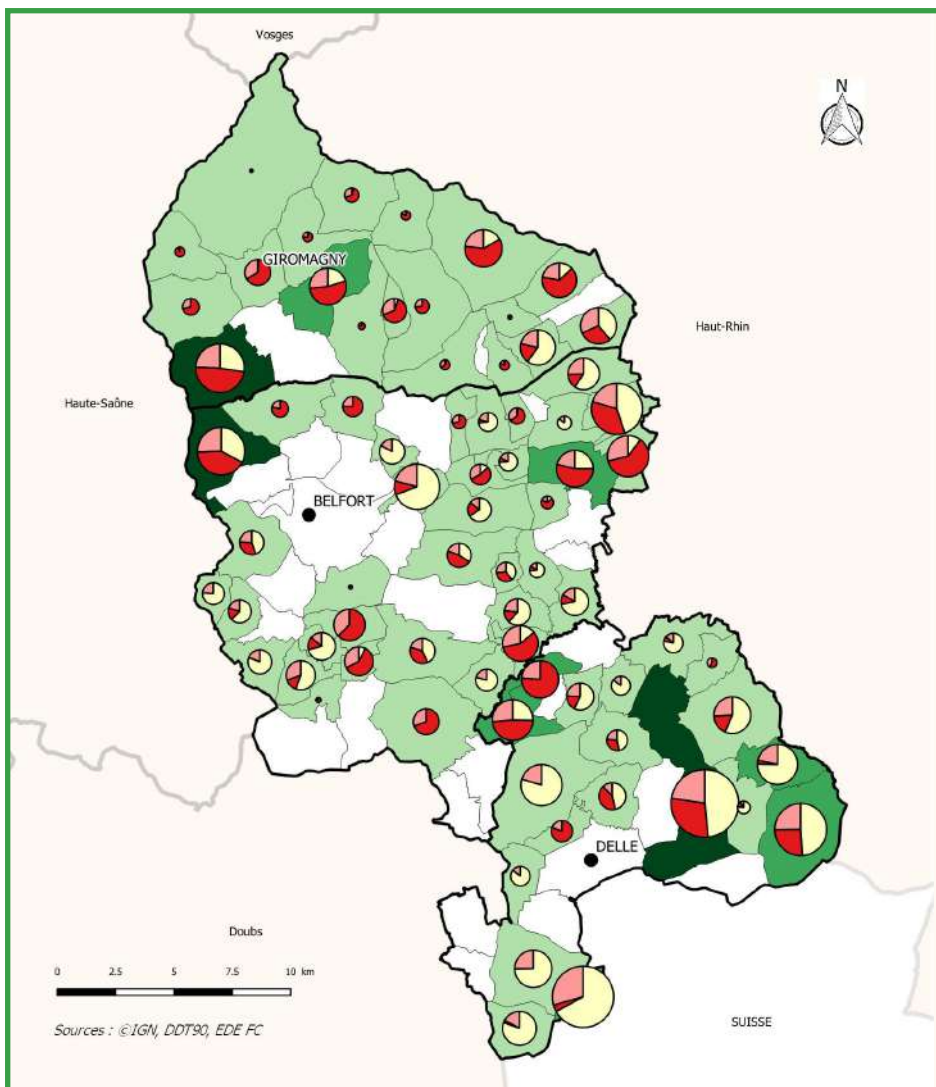 Vosges
N
GIROMAGNY
Haut-Rhin
Haute-Saône
BELFORT
DELLE
Doubs
0 2.5 5 7.5 10 km
SUISSE
Sources : ©IGN, DDT90, EDE FC